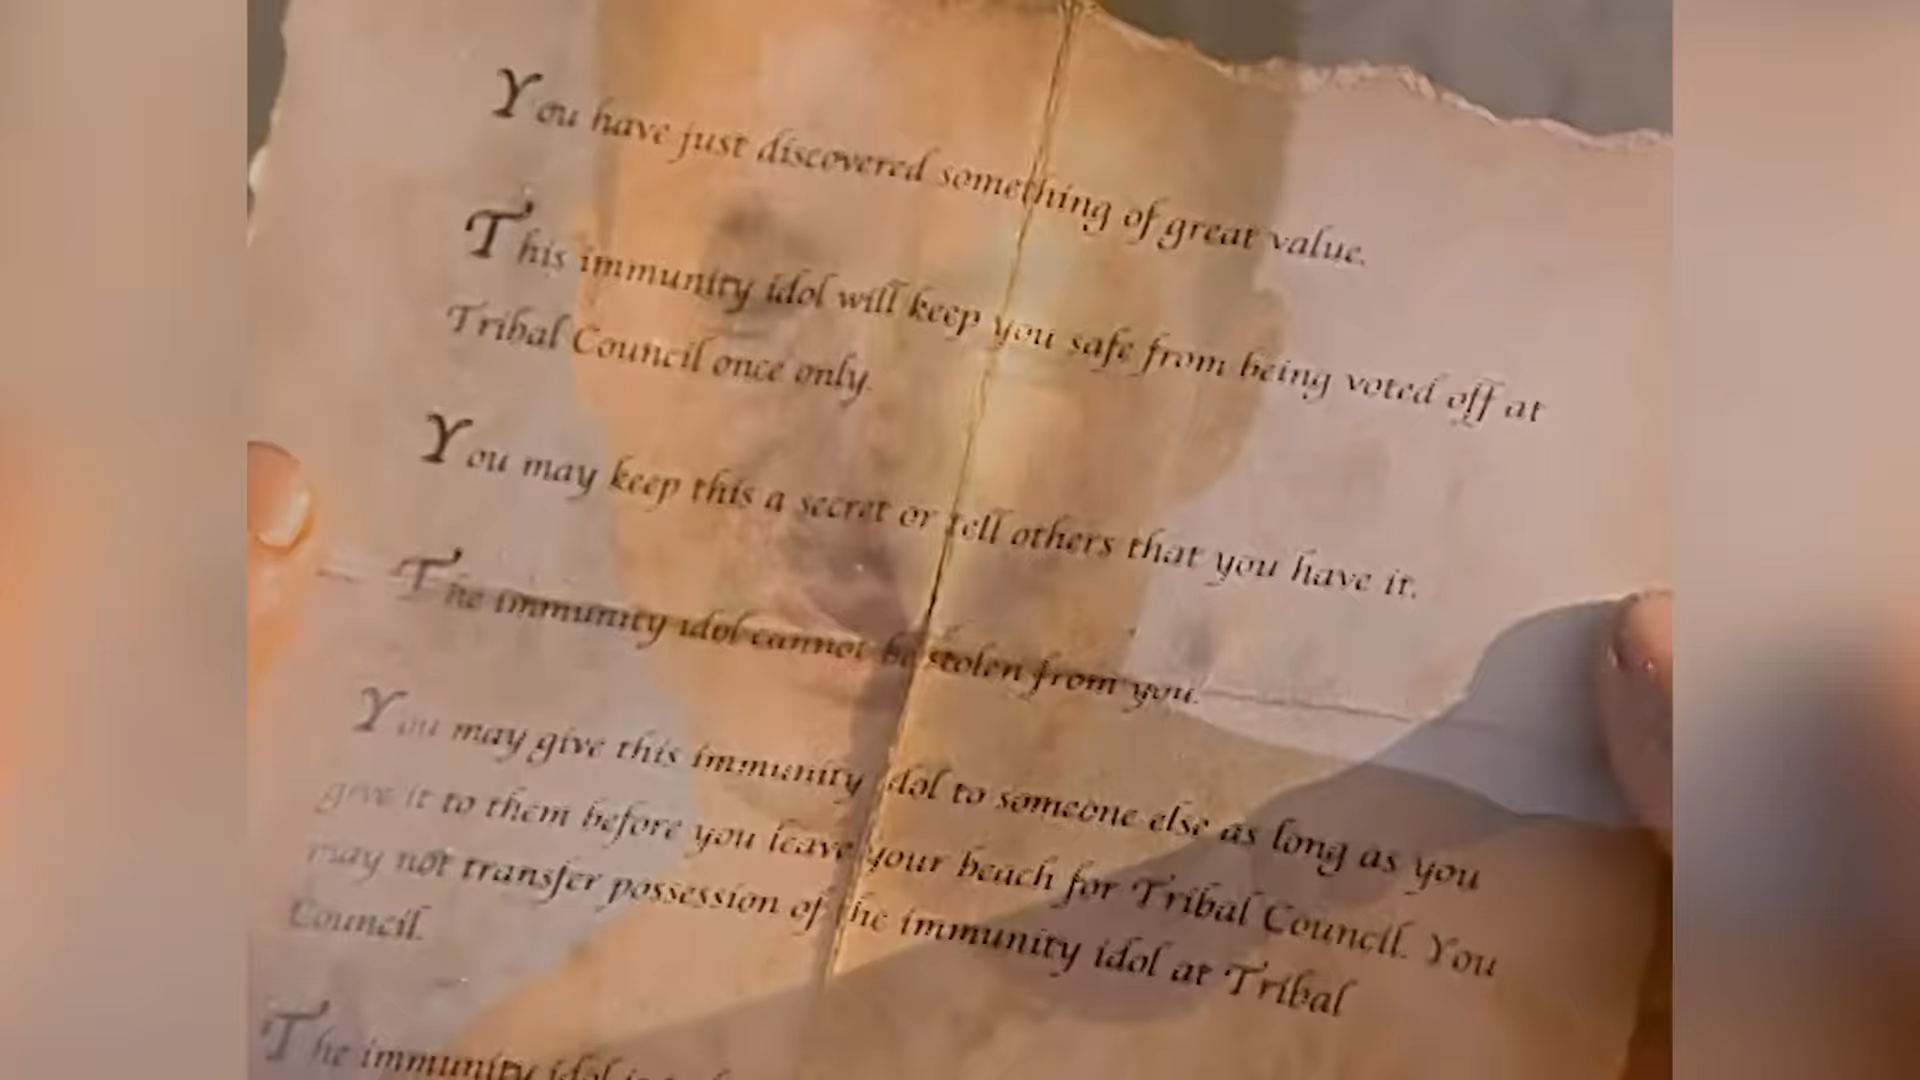 You have just discovered something of great value.
This immunity idol will keep you safe from being voted off at
Tribal Council once only.
You may keep this a secret or tell others that you have it.
The immunity idol cannot be stolen from you.
You may give this immunity idol to someone else as long as you
give it to them before you leave your beach for Tribal Council. You
may not transfer possession of the immunity idol at Tribal
Council.
The immunity idol is